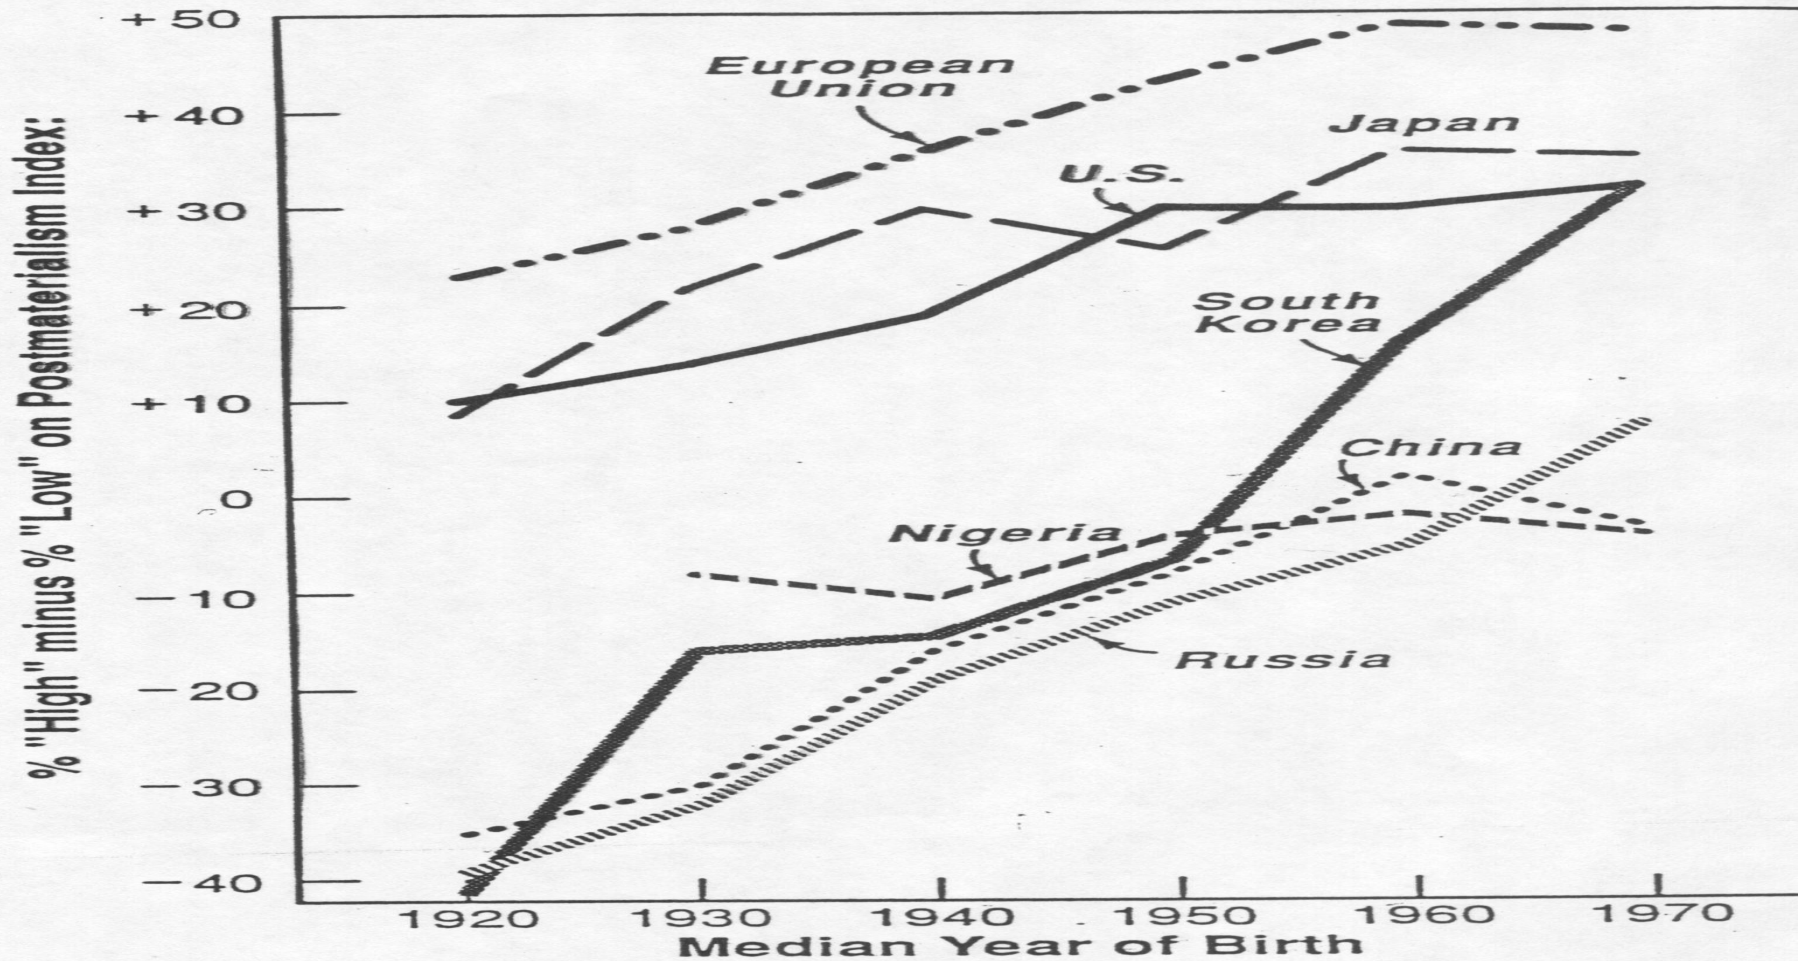 % "High" minus % "Low" on Postmaterialism Index:
+ 50
+ 40
+ 30
+ 20
+ 10
0
— 10
— 20
— 30
— 40
European
Union
Japan
U.S.
South
Korea
China
Nigeria
Russia
1920 1930 1940 1950 1960 1970
Median Year of Birth